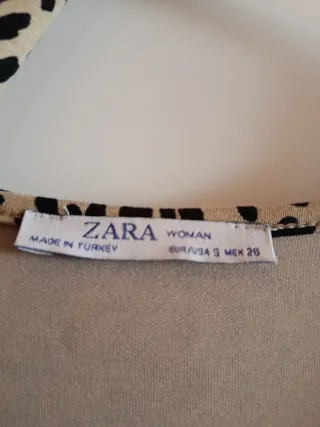 ZARA WOMAN
MADE IN TURKEY EUR/USA S MEX 26